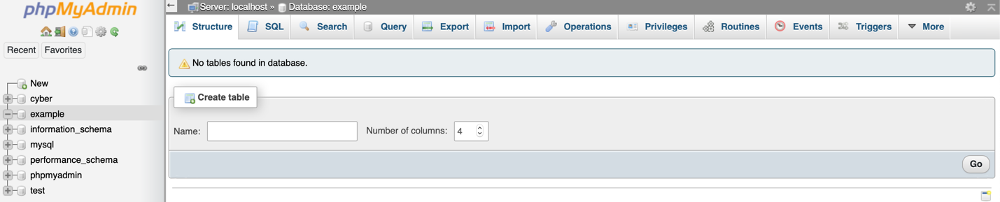 phpMyAdmin
Recent Favorites
New
cyber
example
information_schema
mysql
performance_schema
phpmyadmin
test
Server: localhost » Database: example
Structure SQL Search Query Export Import Operations Privileges Routines Events Triggers More
No tables found in database.
Create table
Name: Number of columns: 4
Go